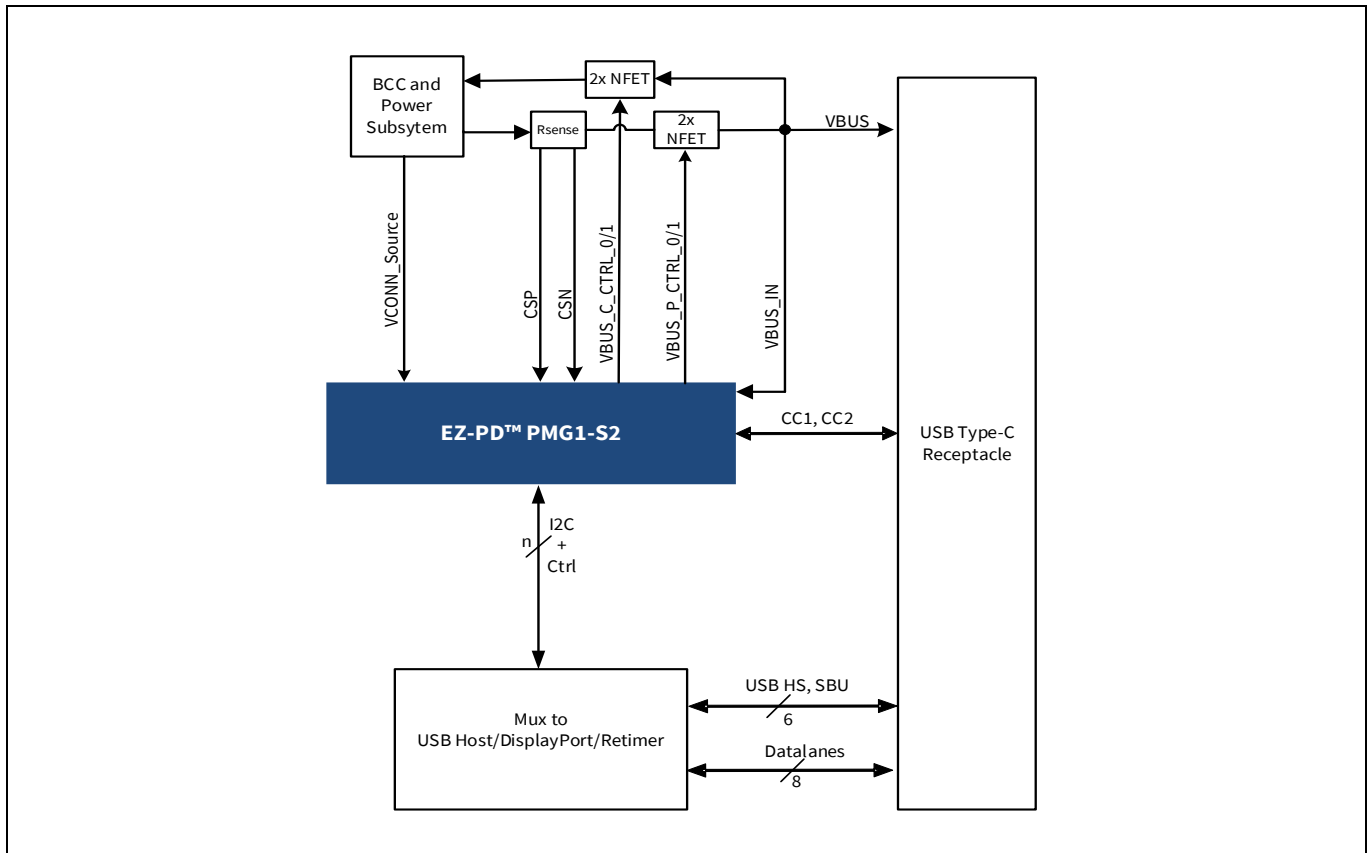 BCC and
Power
Subsytem
2x NFET
Rsense
2x
NFET
VBUS
VCONN_Source
CSP
CSN
VBUS_C_CTRL_0/1
VBUS_P_CTRL_0/1
VBUS_IN
EZ-PD™ PMG1-S2
CC1, CC2
USB Type-C
Receptacle
n
I2C
+
Ctrl
Mux to
USB Host/DisplayPort/Retimer
USB HS, SBU
6
Datalanes
8